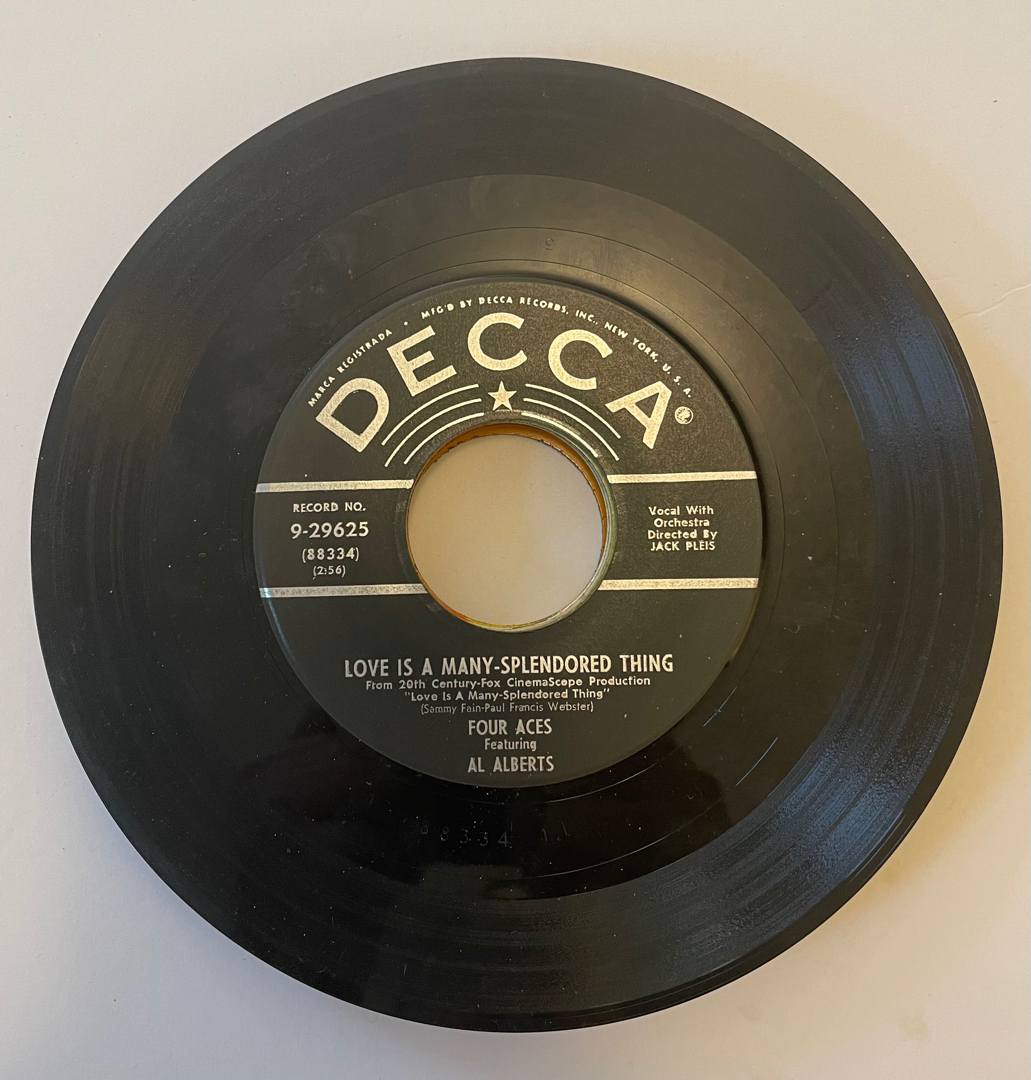 MARCA REGISTRADA • MFG'D BY DECCA RECORDS, INC., NEW YORK, U. S. A.
DECCA
RECORD NO.
9-29625
(88334)
(2:56)
Vocal With
Orchestra
Directed By
JACK PLEIS
LOVE IS A MANY-SPLENDORED THING
From 20th Century-Fox CinemaScope Production
"Love Is A Many-Splendored Thing"
(Sammy Fain-Paul Francis Webster)
FOUR ACES
Featuring
AL ALBERTS
88334